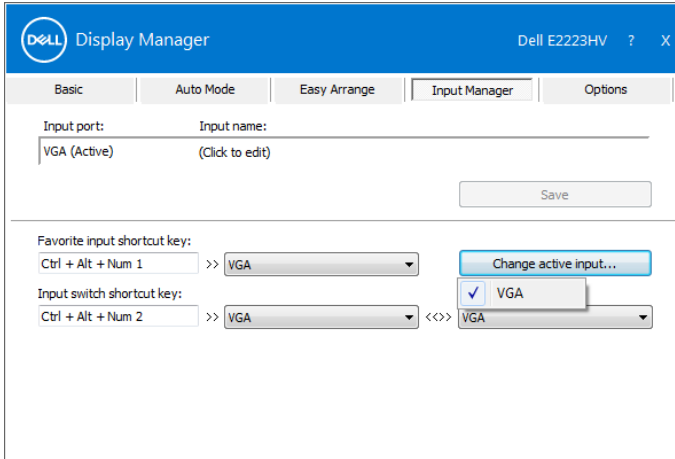 DELL Display Manager Dell E2223HV ? X
Basic Auto Mode Easy Arrange Input Manager Options
Input port: Input name:
VGA (Active) (Click to edit)
Save
Favorite input shortcut key:
Ctrl + Alt + Num 1 >> VGA Change active input...
✓ VGA
Input switch shortcut key:
Ctrl + Alt + Num 2 >> VGA <<>> VGA